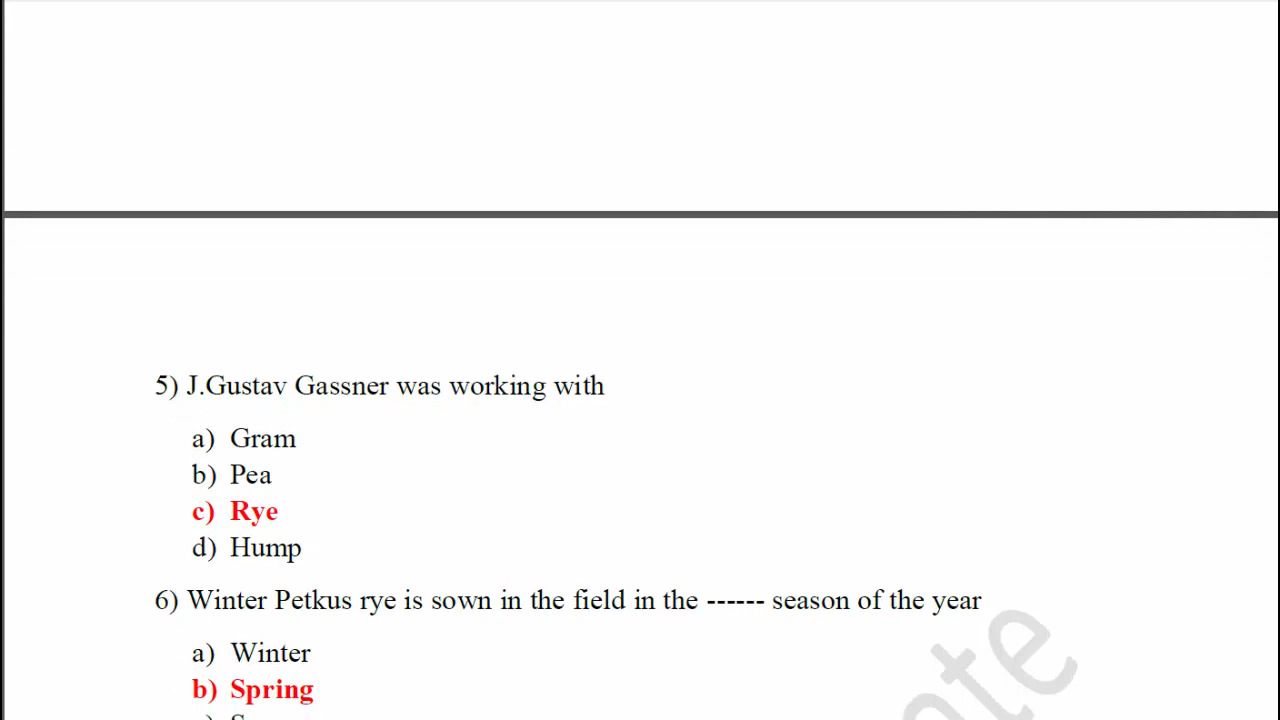 5) J.Gustav Gassner was working with
a) Gram
b) Pea
c) Rye
d) Hump
6) Winter Petkus rye is sown in the field in the ------ season of the year
a) Winter
b) Spring